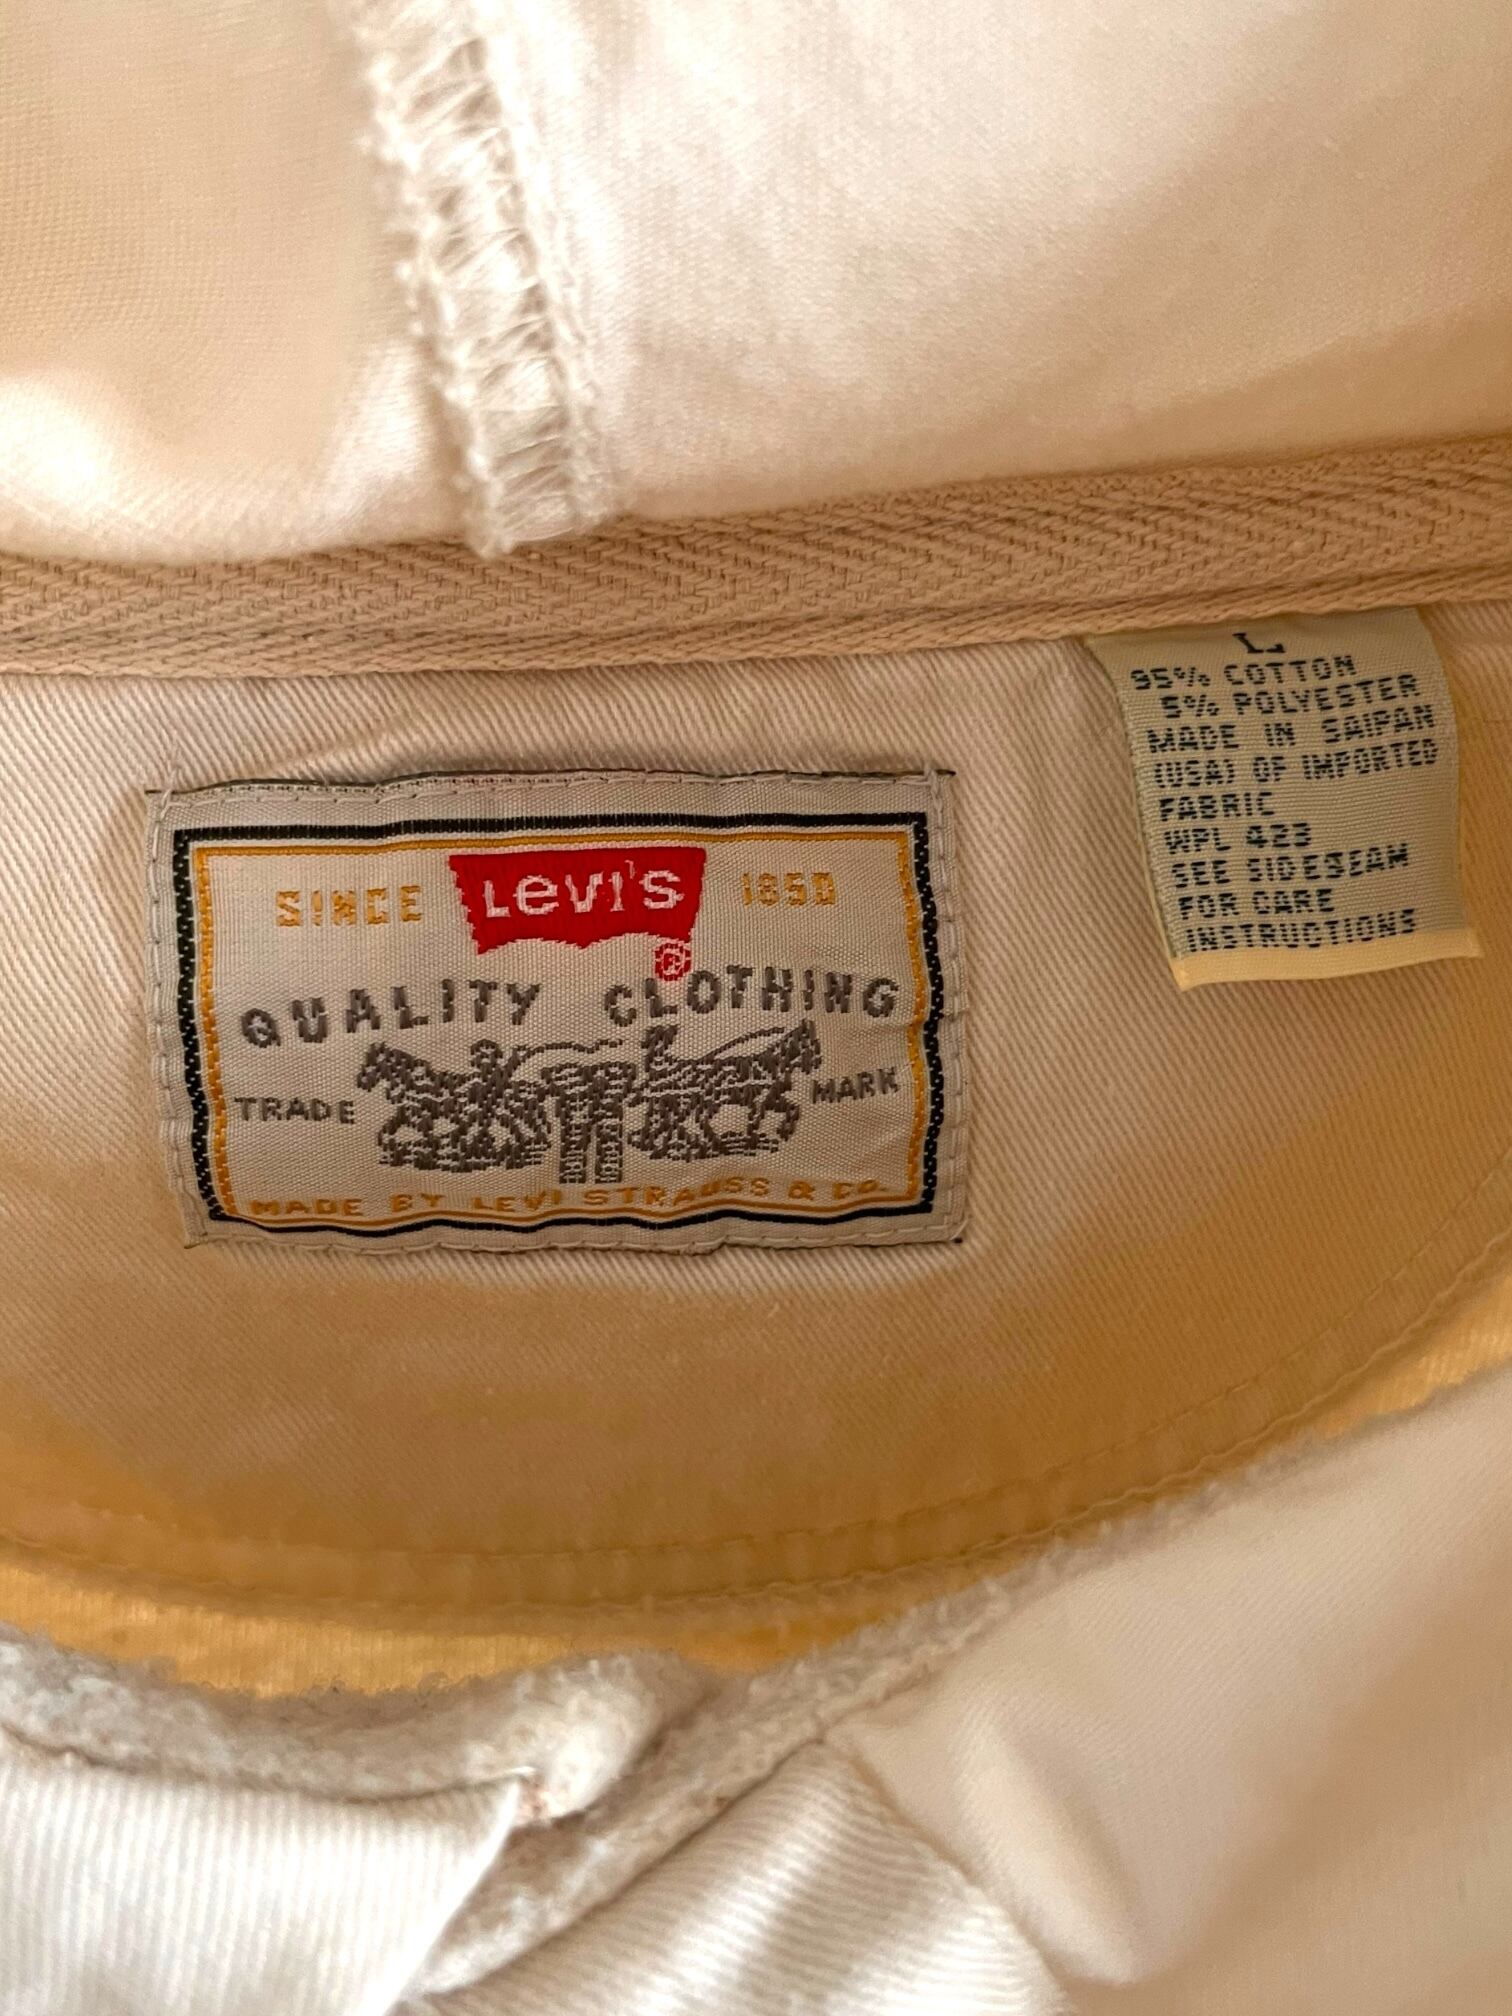 SINCE LEVI'S ® 1850
QUALITY CLOTHING
TRADE MARK
MADE BY LEVI STRAUSS & CO.
L
95% COTTON
5% POLYESTER
MADE IN SAIPAN
(USA) OF IMPORTED
FABRIC
WPL 423
SEE SIDESEAM
FOR CARE
INSTRUCTIONS